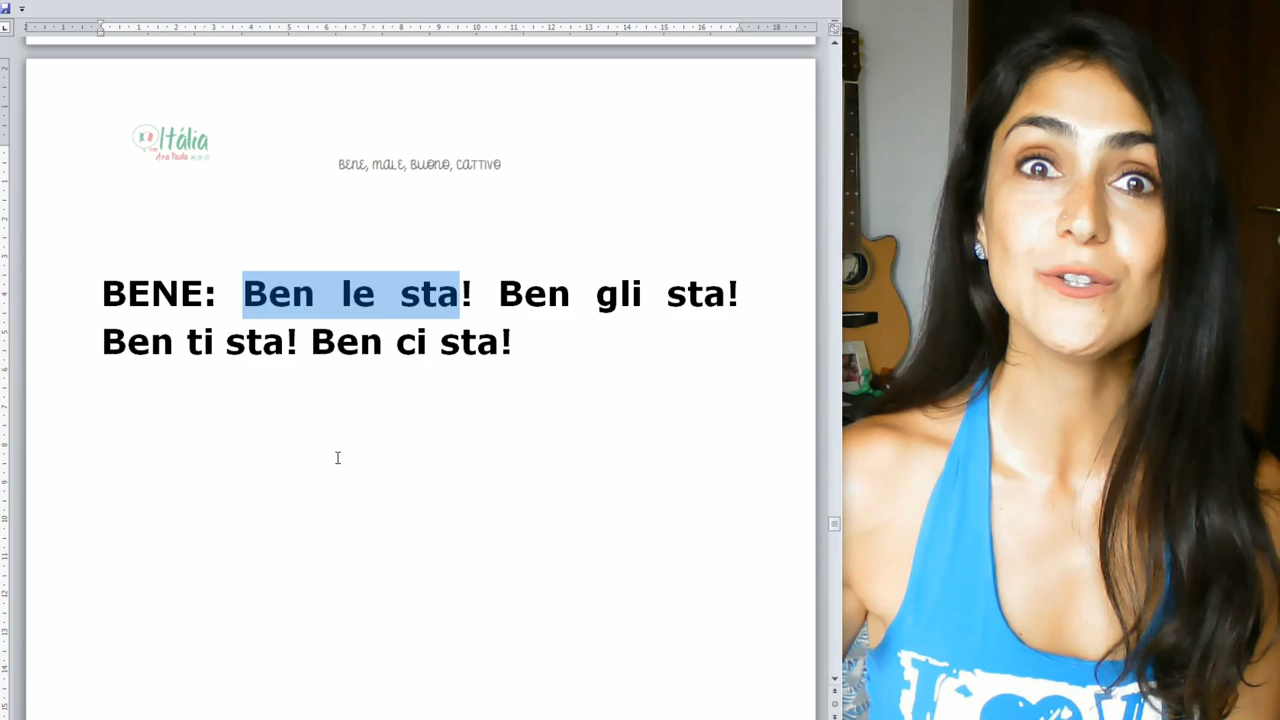 Itália
com
Ana Paula
BENE, MALE, BUONO, CATTIVO
BENE: Ben le sta! Ben gli sta!
Ben ti sta! Ben ci sta!